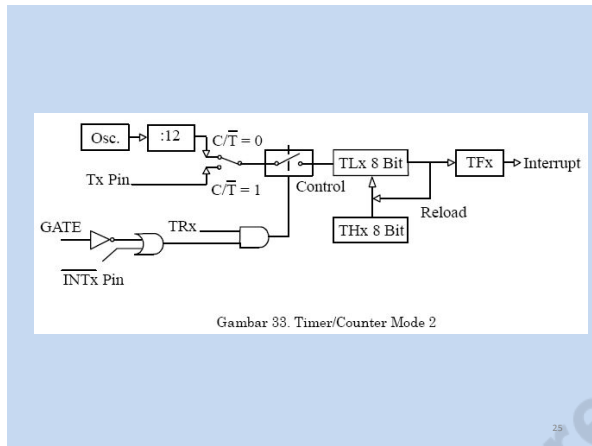 Osc.
:12
C/T̅ = 0
Tx Pin
C/T̅ = 1
Control
TLx 8 Bit
TFx
Interrupt
Reload
THx 8 Bit
GATE
TRx
I̅N̅T̅x̅ Pin
Gambar 33. Timer/Counter Mode 2
25